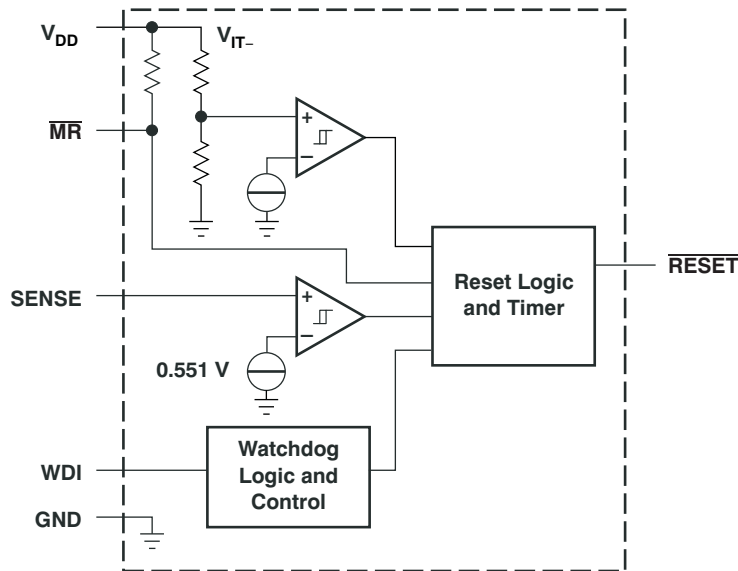 VDD
VIT–
MR
+
–
RESET
Reset Logic
and Timer
SENSE
+
–
0.551 V
Watchdog
Logic and
Control
WDI
GND